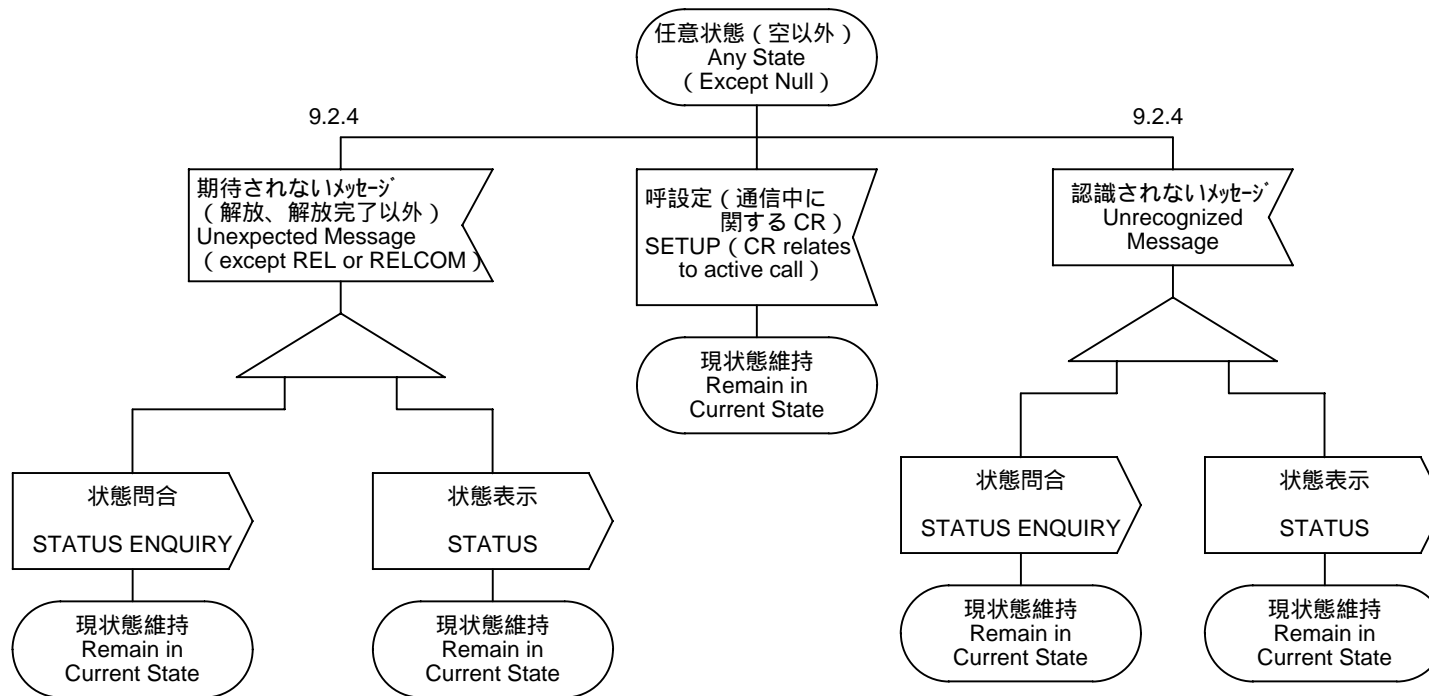 任意状態（空以外）
Any State
（Except Null）
9.2.4
9.2.4
期待されないﾒｯｾｰｼﾞ
（解放、解放完了以外）
Unexpected Message
（except REL or RELCOM）
呼設定（通信中に
関する CR）
SETUP（CR relates
to active call）
認識されないﾒｯｾｰｼﾞ
Unrecognized
Message
現状態維持
Remain in
Current State
状態問合
STATUS ENQUIRY
状態表示
STATUS
状態問合
STATUS ENQUIRY
状態表示
STATUS
現状態維持
Remain in
Current State
現状態維持
Remain in
Current State
現状態維持
Remain in
Current State
現状態維持
Remain in
Current State